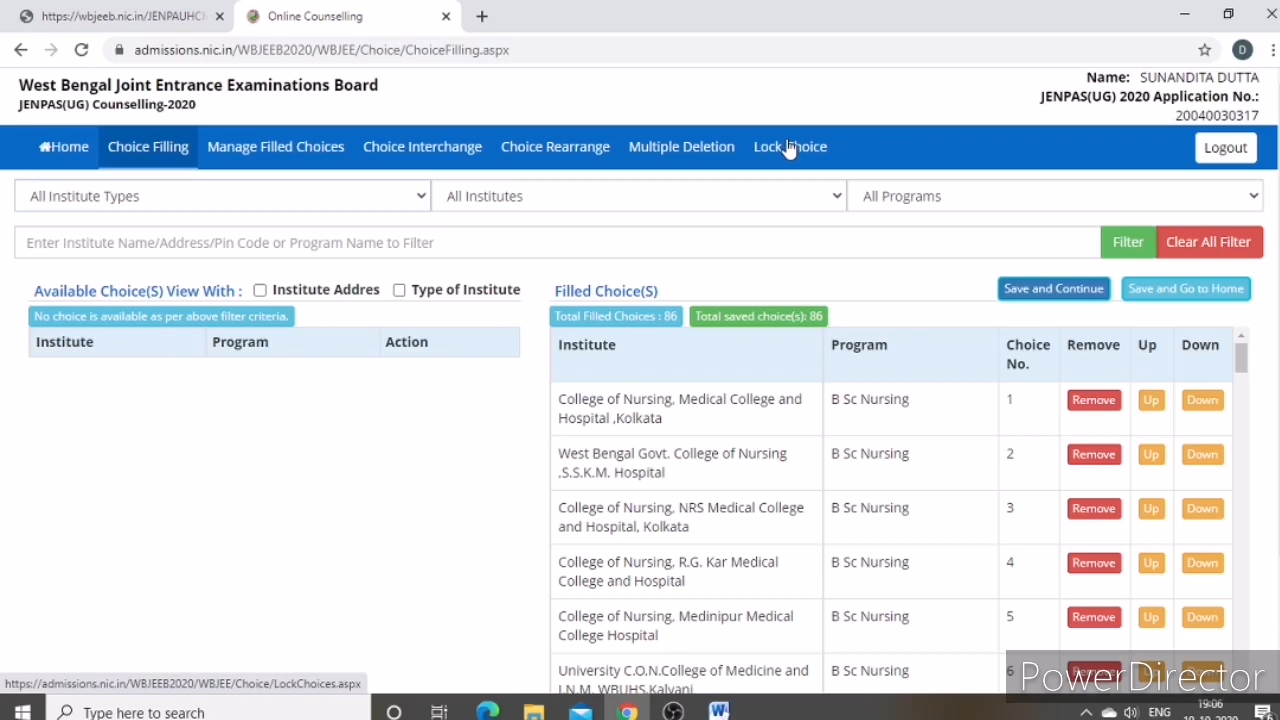 https://wbjeeb.nic.in/JENPAUHC
Online Counselling
admissions.nic.in/WBJEEB2020/WBJEE/Choice/ChoiceFilling.aspx
D
West Bengal Joint Entrance Examinations Board
JENPAS(UG) Counselling-2020
Name: SUNANDITA DUTTA
JENPAS(UG) 2020 Application No.:
20040030317
Home Choice Filling Manage Filled Choices Choice Interchange Choice Rearrange Multiple Deletion Lock Choice Logout
All Institute Types All Institutes All Programs
Enter Institute Name/Address/Pin Code or Program Name to Filter Filter Clear All Filter
Available Choice(S) View With : Institute Addres Type of Institute
No choice is available as per above filter criteria.
Institute Program Action
Filled Choice(S) Save and Continue Save and Go to Home
Total Filled Choices : 86 Total saved choice(s): 86
Institute Program Choice No. Remove Up Down
College of Nursing, Medical College and
Hospital ,Kolkata
B Sc Nursing 1 Remove Up Down
West Bengal Govt. College of Nursing
,S.S.K.M. Hospital
B Sc Nursing 2 Remove Up Down
College of Nursing, NRS Medical College
and Hospital, Kolkata
B Sc Nursing 3 Remove Up Down
College of Nursing, R.G. Kar Medical
College and Hospital
B Sc Nursing 4 Remove Up Down
College of Nursing, Medinipur Medical
College Hospital
B Sc Nursing 5 Remove Up Down
University C.O.N.College of Medicine and
J.N.M. WBUHS,Kalyani
B Sc Nursing 6 Remove
PowerDirector
https://admissions.nic.in/WBJEEB2020/WBJEE/Choice/LockChoices.aspx
Type here to search
ENG
19:06